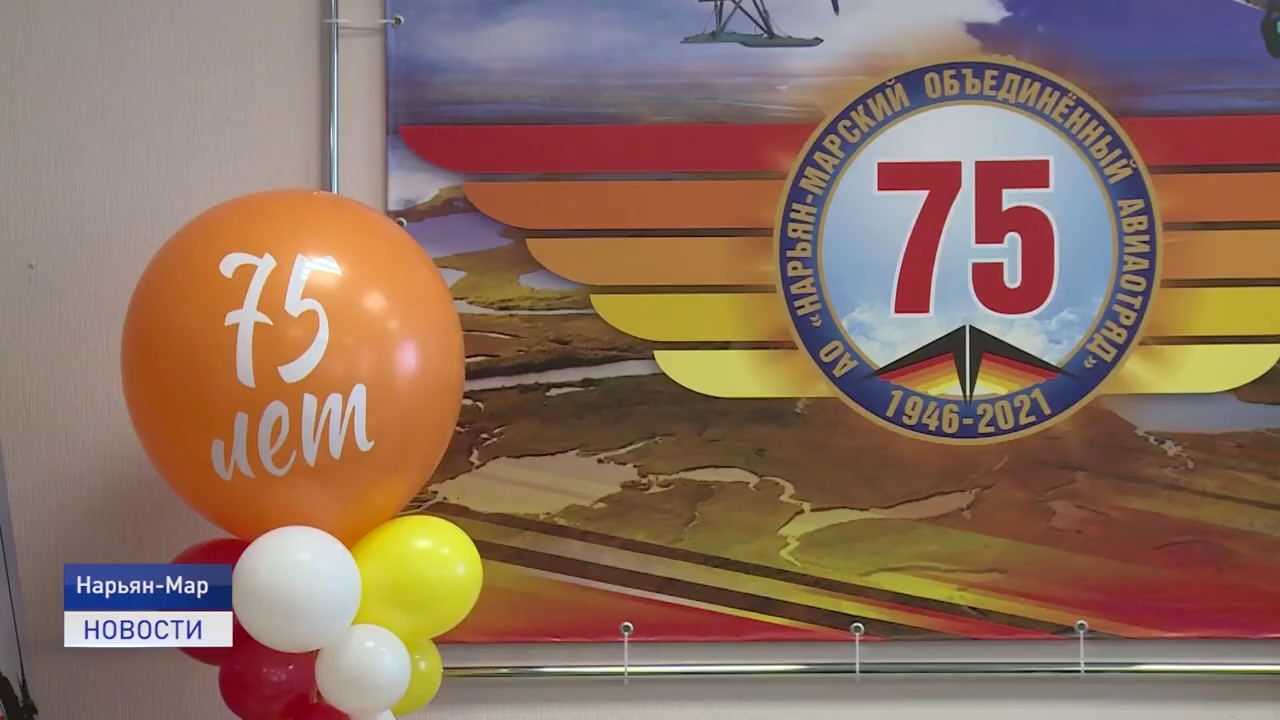 75
лет
АО «НАРЬЯН-МАРСКИЙ ОБЪЕДИНЁННЫЙ АВИАОТРЯД»
75
1946-2021
Нарьян-Мар
НОВОСТИ